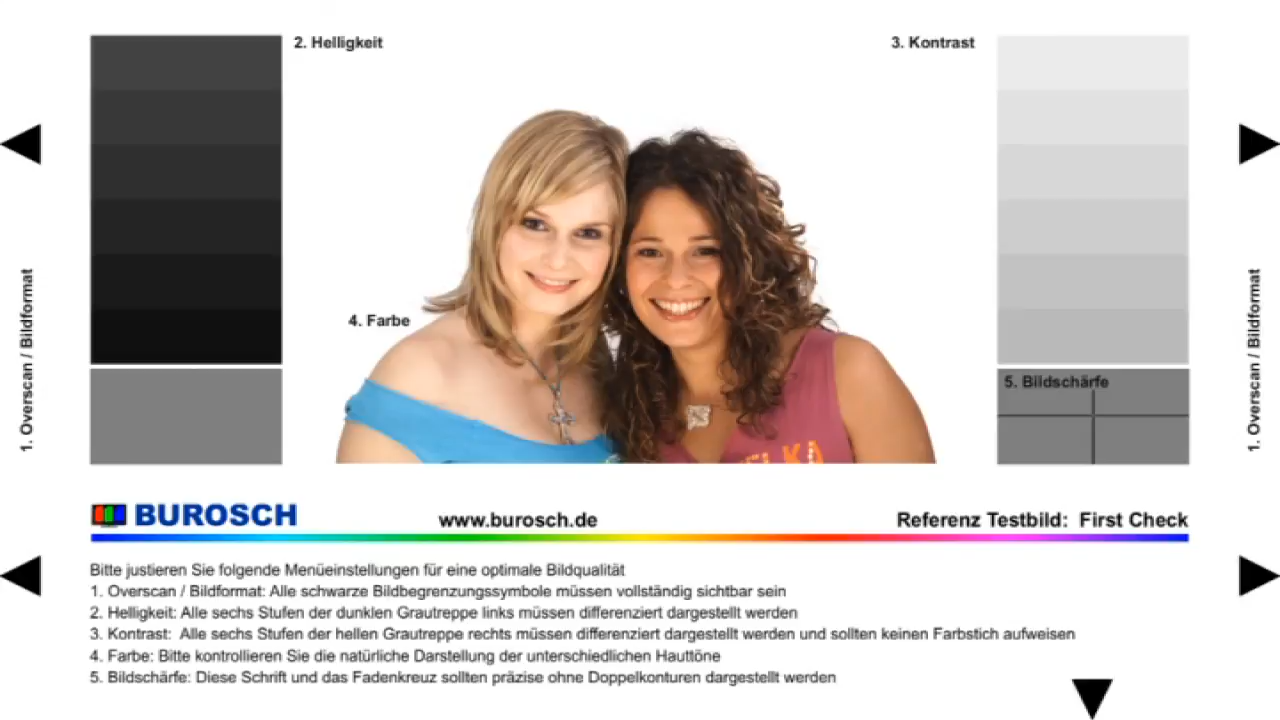 2. Helligkeit
3. Kontrast
1. Overscan / Bildformat
1. Overscan / Bildformat
4. Farbe
5. Bildschärfe
BUROSCH
www.burosch.de
Referenz Testbild: First Check
Bitte justieren Sie folgende Menüeinstellungen für eine optimale Bildqualität
1. Overscan / Bildformat: Alle schwarze Bildbegrenzungssymbole müssen vollständig sichtbar sein
2. Helligkeit: Alle sechs Stufen der dunklen Grautreppe links müssen differenziert dargestellt werden
3. Kontrast: Alle sechs Stufen der hellen Grautreppe rechts müssen differenziert dargestellt werden und sollten keinen Farbstich aufweisen
4. Farbe: Bitte kontrollieren Sie die natürliche Darstellung der unterschiedlichen Hauttöne
5. Bildschärfe: Diese Schrift und das Fadenkreuz sollten präzise ohne Doppelkonturen dargestellt werden